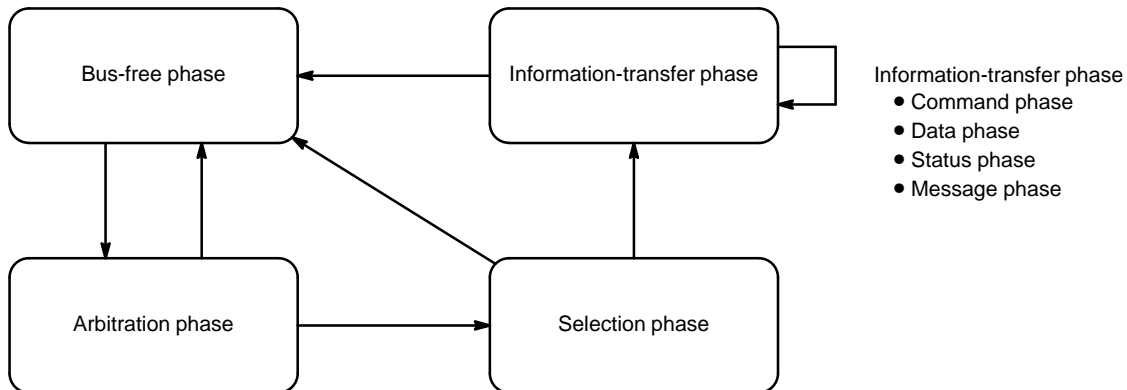 Bus-free phase
Information-transfer phase
Information-transfer phase
● Command phase
● Data phase
● Status phase
● Message phase
Arbitration phase
Selection phase